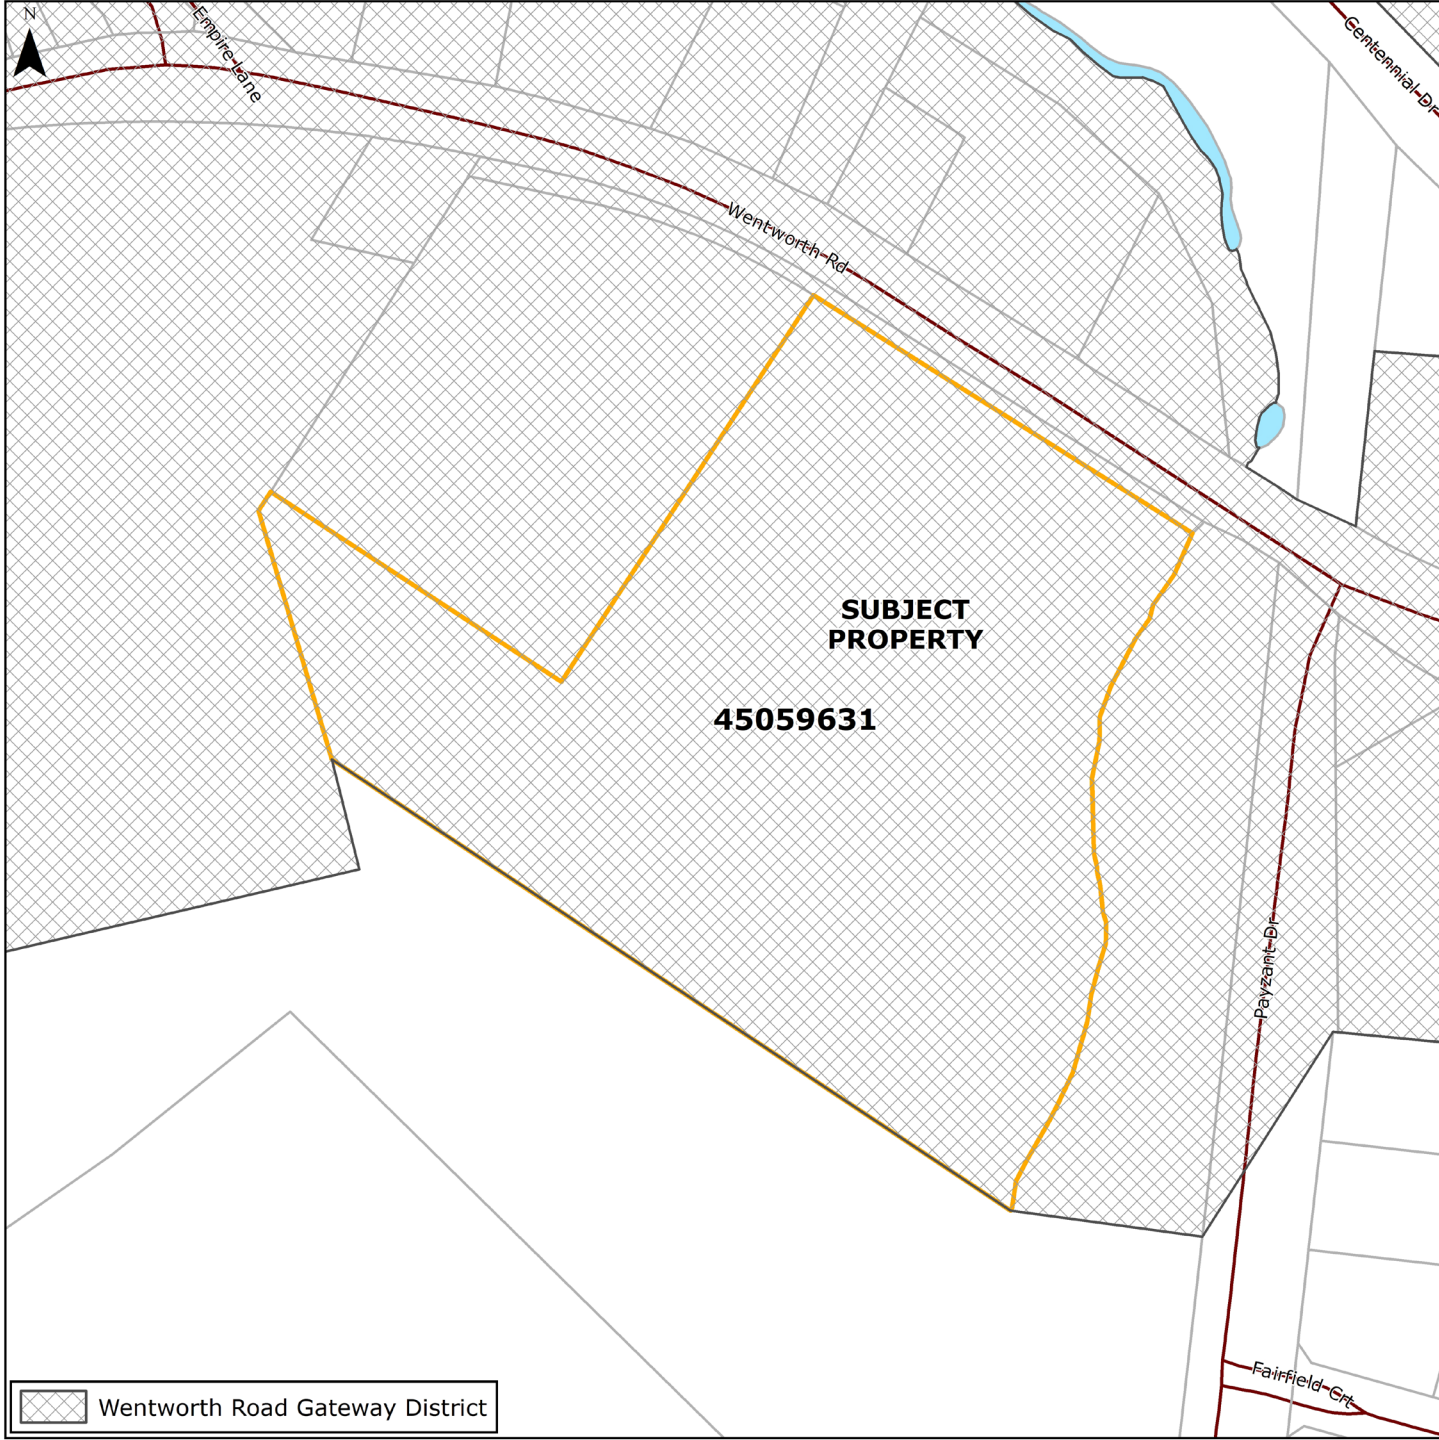 N
Empire Lane
Centennial Dr
Wentworth Rd
SUBJECT
PROPERTY
45059631
Payzant Dr
Fairfield Crt
Wentworth Road Gateway District